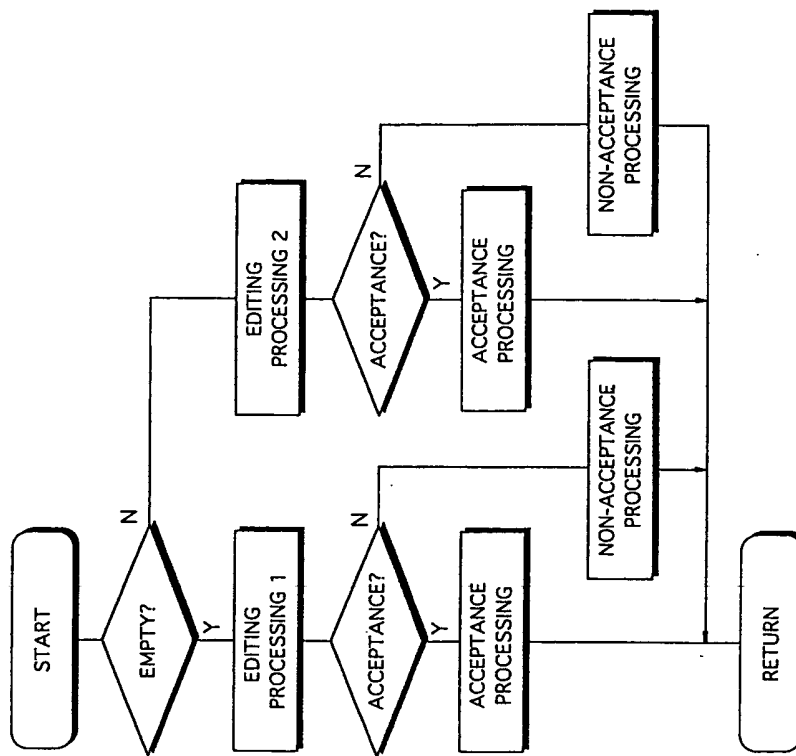 START
EMPTY?
N
Y
EDITING
PROCESSING 1
ACCEPTANCE?
N
Y
ACCEPTANCE
PROCESSING
NON-ACCEPTANCE
PROCESSING
EDITING
PROCESSING 2
ACCEPTANCE?
N
Y
ACCEPTANCE
PROCESSING
NON-ACCEPTANCE
PROCESSING
RETURN